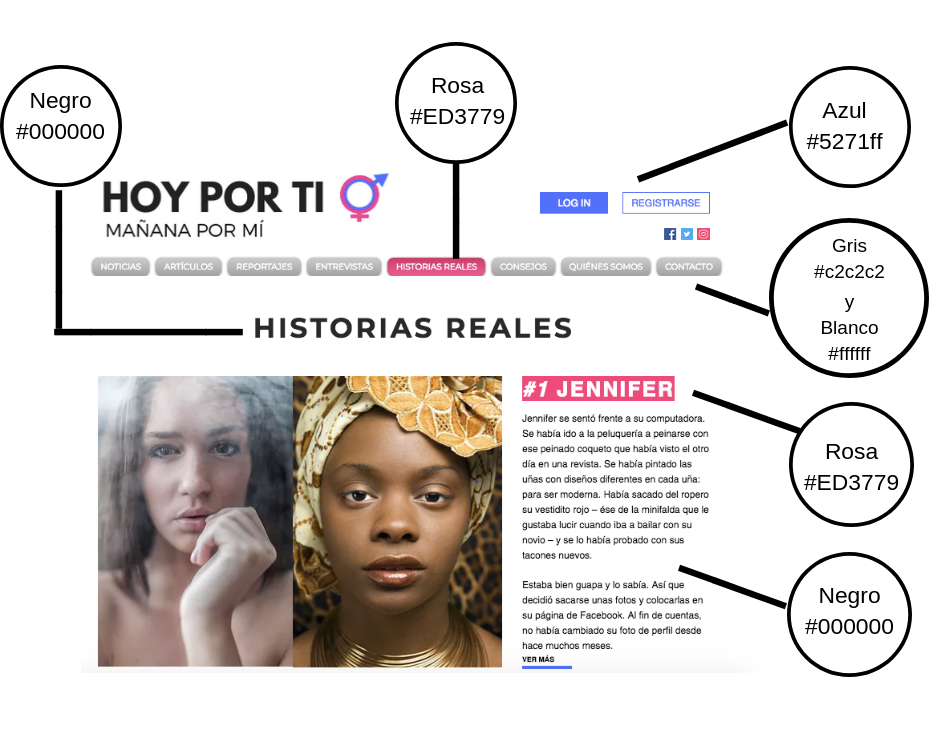 Negro
#000000
Rosa
#ED3779
Azul
#5271ff
HOY POR TI
MAÑANA POR MÍ
LOG IN
REGISTRARSE
Gris
#c2c2c2
y
Blanco
#ffffff
NOTICIAS
ARTÍCULOS
REPORTAJES
ENTREVISTAS
HISTORIAS REALES
CONSEJOS
QUIÉNES SOMOS
CONTACTO
HISTORIAS REALES
#1 JENNIFER
Jennifer se sentó frente a su computadora.
Se había ido a la peluquería a peinarse con
ese peinado coqueto que había visto el otro
día en una revista. Se había pintado las
uñas con diseños diferentes en cada uña:
para ser moderna. Había sacado del ropero
su vestidito rojo – ése de la minifalda que le
gustaba lucir cuando iba a bailar con su
novio – y se lo había probado con sus
tacones nuevos.
Estaba bien guapa y lo sabía. Así que
decidió sacarse unas fotos y colocarlas en
su página de Facebook. Al fin de cuentas,
no había cambiado su foto de perfil desde
hace muchos meses.
VER MÁS
Rosa
#ED3779
Negro
#000000